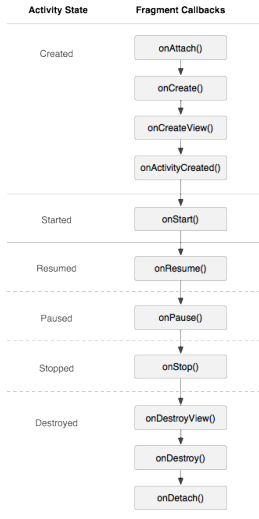 Activity State Fragment Callbacks
Created
onAttach()
onCreate()
onCreateView()
onActivityCreated()
Started onStart()
Resumed onResume()
Paused onPause()
Stopped onStop()
Destroyed onDestroyView()
onDestroy()
onDetach()